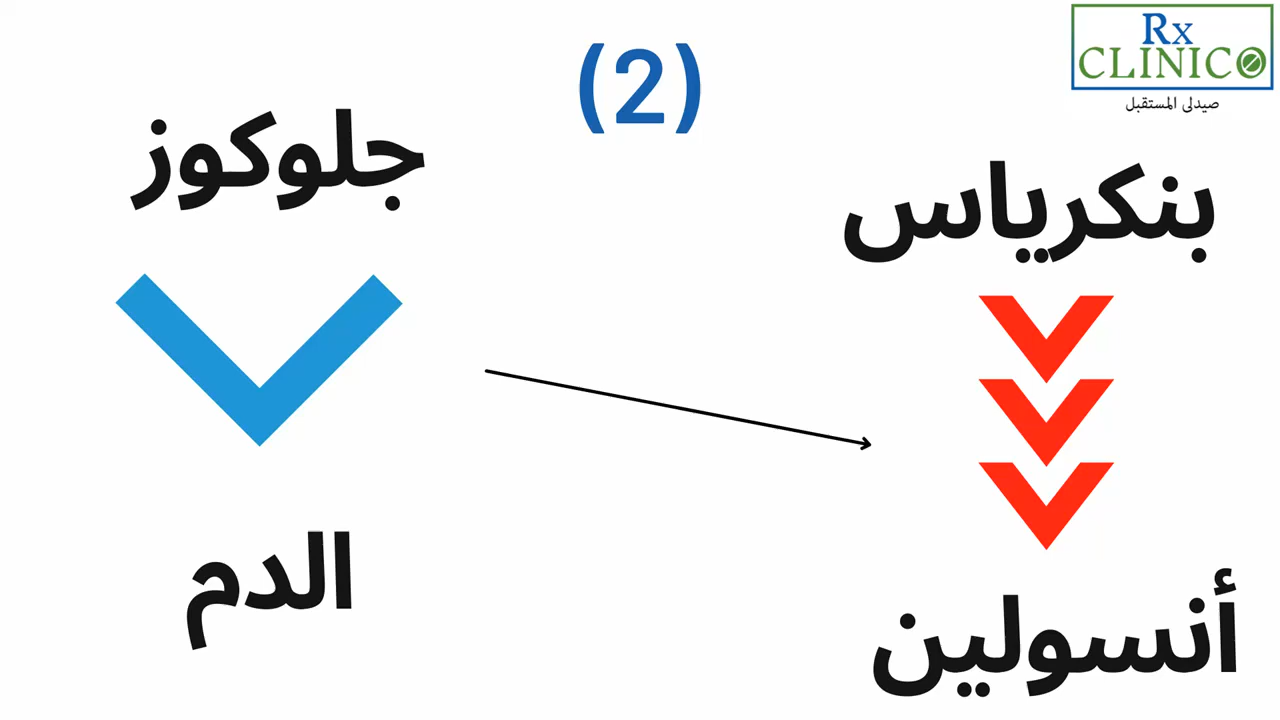 Rx
CLINICO
صيدلى المستقبل
(2)
بنكرياس
جلوكوز
أنسولين
الدم